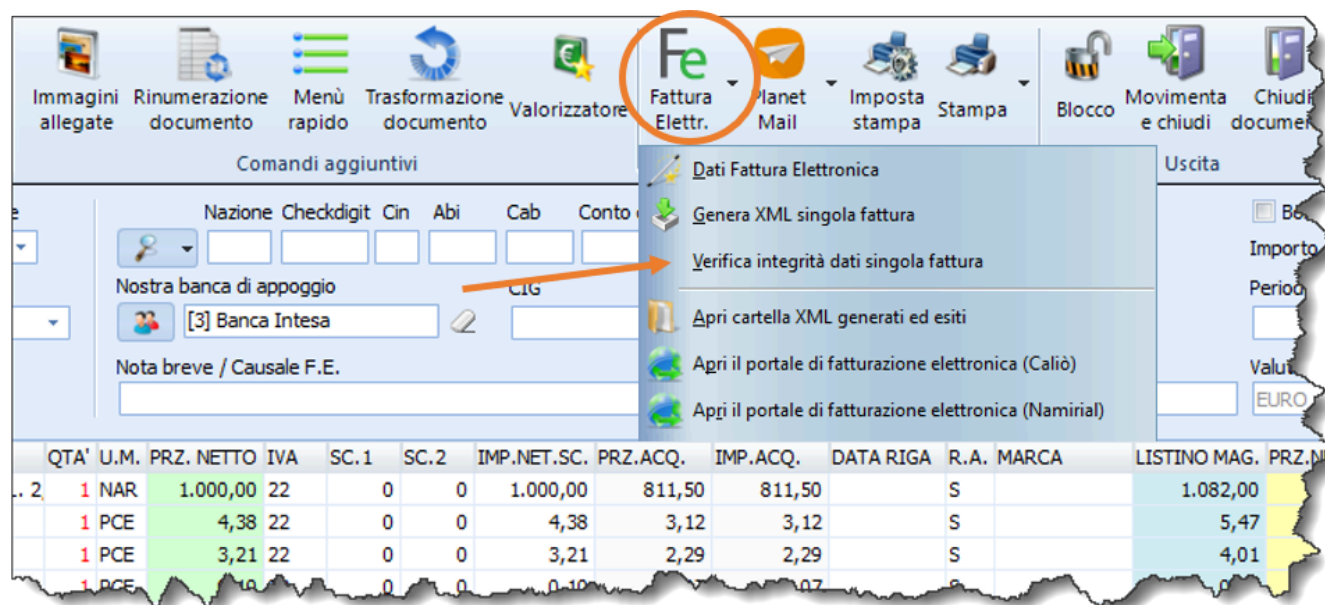 Immagini allegate
Rinumerazione documento
Menù rapido
Trasformazione documento
Valorizzatore
Fe
Fattura Elettr.
Planet Mail
Imposta stampa
Stampa
Blocco
Movimenta e chiudi
Comandi aggiuntivi
Uscita
Dati Fattura Elettronica
Genera XML singola fattura
Verifica integrità dati singola fattura
Apri cartella XML generati ed esiti
Apri il portale di fatturazione elettronica (Caliò)
Apri il portale di fatturazione elettronica (Namirial)
Nazione Checkdigit Cin Abi Cab Conto
Importo
Nostra banca di appoggio
CIG
[3] Banca Intesa
Nota breve / Causale F.E.
EURO
QTA' U.M. PRZ. NETTO IVA SC.1 SC.2 IMP.NET.SC. PRZ.ACQ. IMP.ACQ. DATA RIGA R.A. MARCA LISTINO MAG.
1 NAR 1.000,00 22 0 0 1.000,00 811,50 811,50 S 1.082,00
1 PCE 4,38 22 0 0 4,38 3,12 3,12 S 5,47
1 PCE 3,21 22 0 0 3,21 2,29 2,29 S 4,01